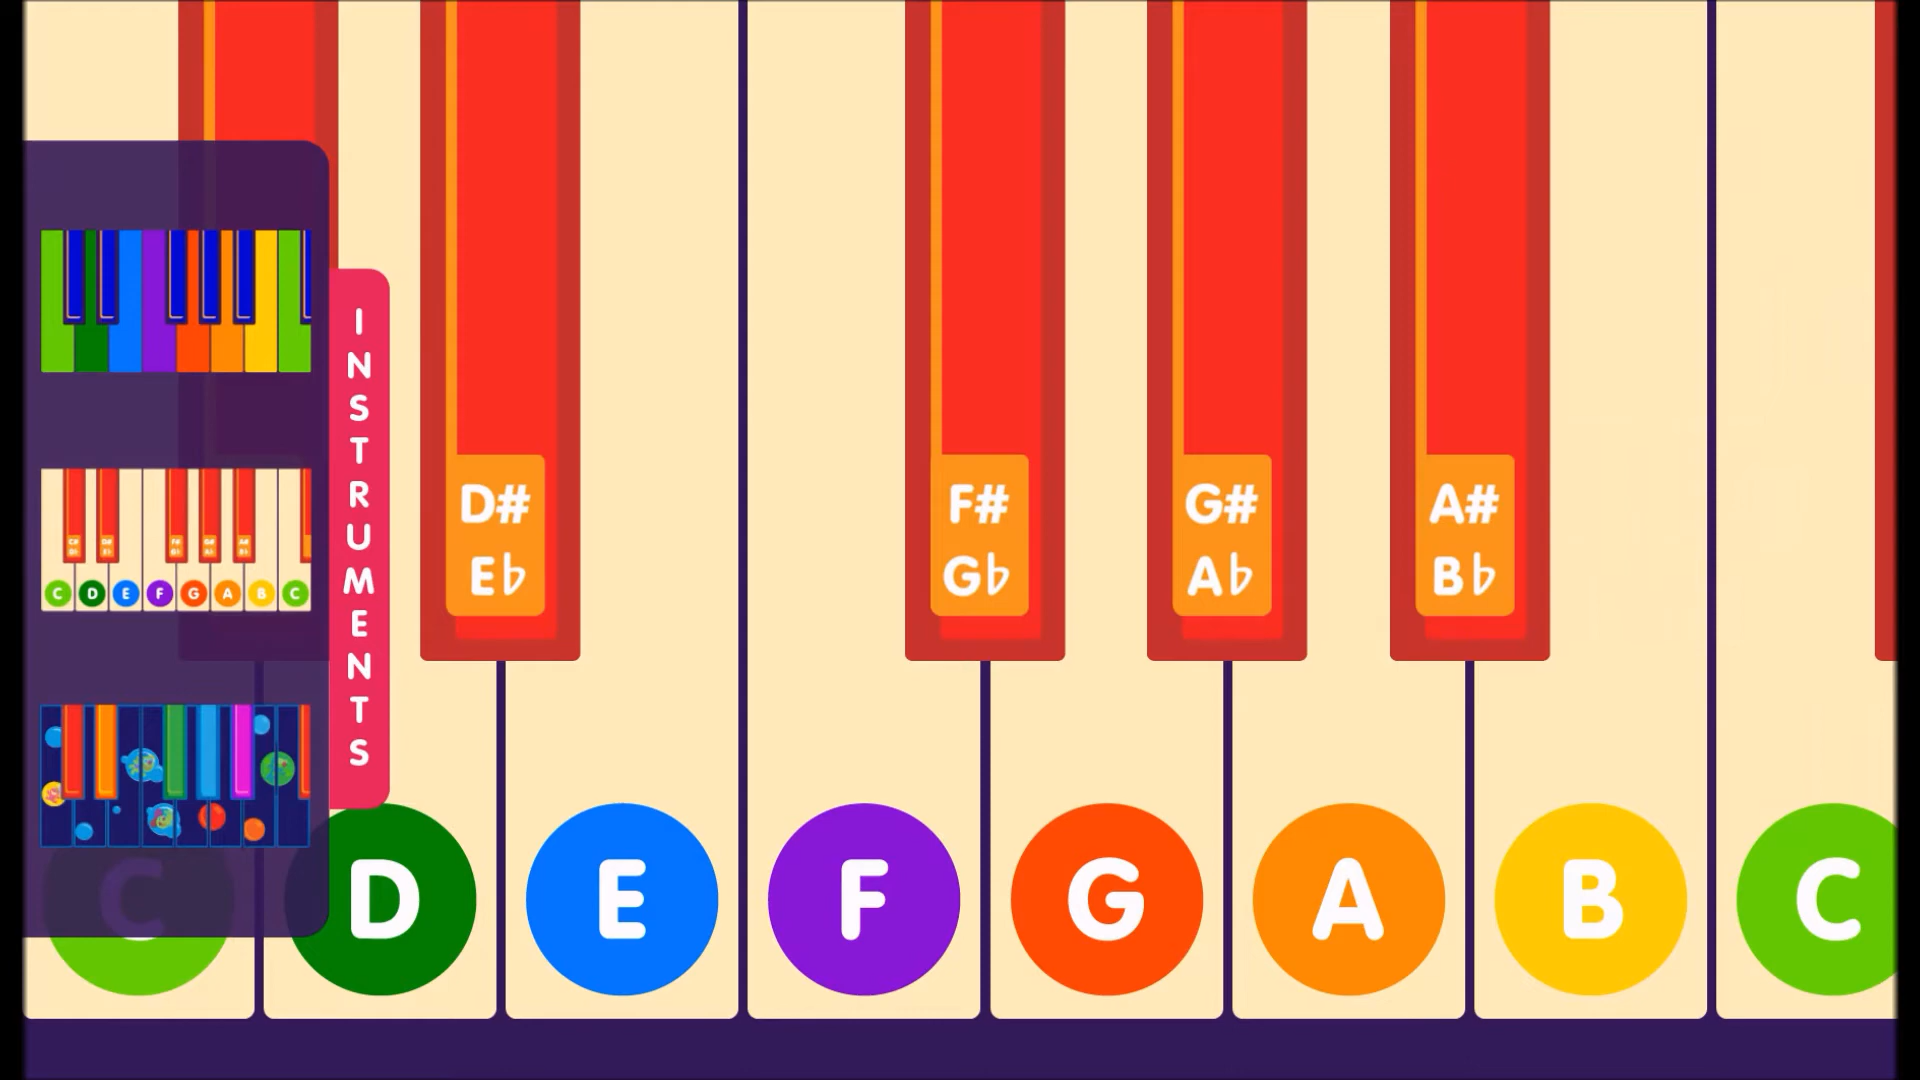 INSTRUMENTS
D# F# G# A#
E♭ G♭ A♭ B♭
C D E F G A B C
C D E F G A B C